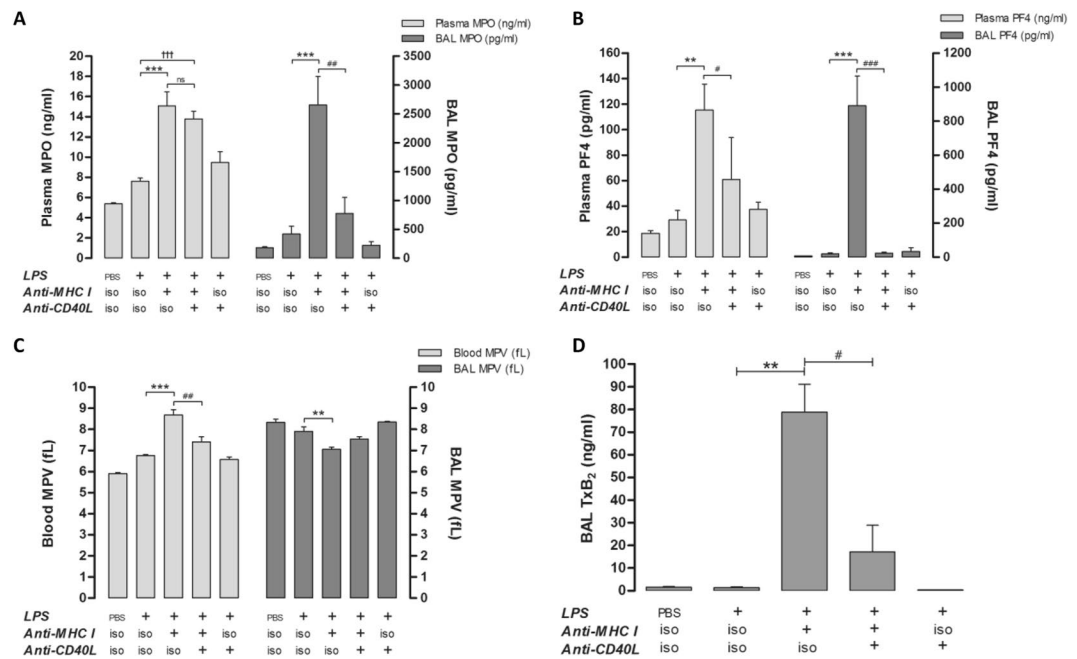 A
Plasma MPO (ng/ml)
BAL MPO (pg/ml)
††† *** ns *** ##
Plasma MPO (ng/ml)
20
18
16
14
12
10
8
6
4
2
0
3500
3000
2500
2000
1500
1000
500
0
BAL MPO
(pg/ml)
LPS PBS + + + + PBS + + + +
Anti-MHC I iso iso + + iso iso iso + + iso
Anti-CD40L iso iso iso + + iso iso iso + +
B
Plasma PF4 (ng/ml)
BAL PF4 (pg/ml)
** # *** ###
Plasma PF4 (pg/ml)
160
140
120
100
80
60
40
20
0
1200
1000
800
600
400
200
0
BAL PF4
(pg/ml)
LPS PBS + + + + PBS + + + +
Anti-MHC I iso iso + + iso iso iso + + iso
Anti-CD40L iso iso iso + + iso iso iso + +
C
Blood MPV (fL)
BAL MPV (fL)
*** ## **
Blood MPV (fL)
10
9
8
7
6
5
4
3
2
1
0
10
9
8
7
6
5
4
3
2
1
0
BAL MPV
(fL)
LPS PBS + + + + PBS + + + +
Anti-MHC I iso iso + + iso iso iso + + iso
Anti-CD40L iso iso iso + + iso iso iso + +
D
** #
BAL TxB₂ (ng/ml)
100
90
80
70
60
50
40
30
20
10
0
LPS PBS + + + +
Anti-MHC I iso iso + + iso
Anti-CD40L iso iso iso + +